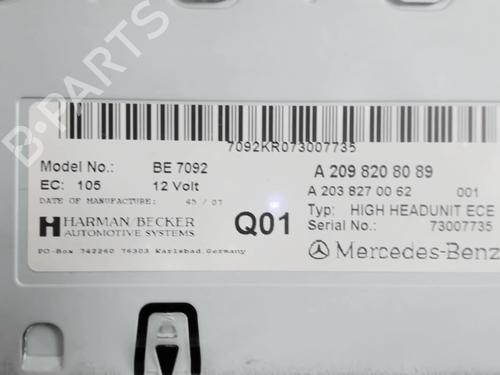 B-PARTS
7092KR073007735
Model No.: BE 7092 A 209 820 80 89
EC: 105 12 Volt A 203 827 00 62 001
DATE OF MANUFACTURE: 45 / 07 Typ: HIGH HEADUNIT ECE
HARMAN/BECKER Q01 Serial No.: 73007735
AUTOMOTIVE SYSTEMS Mercedes-Benz
PO-Box 742260 76303 Karlsbad,Germany